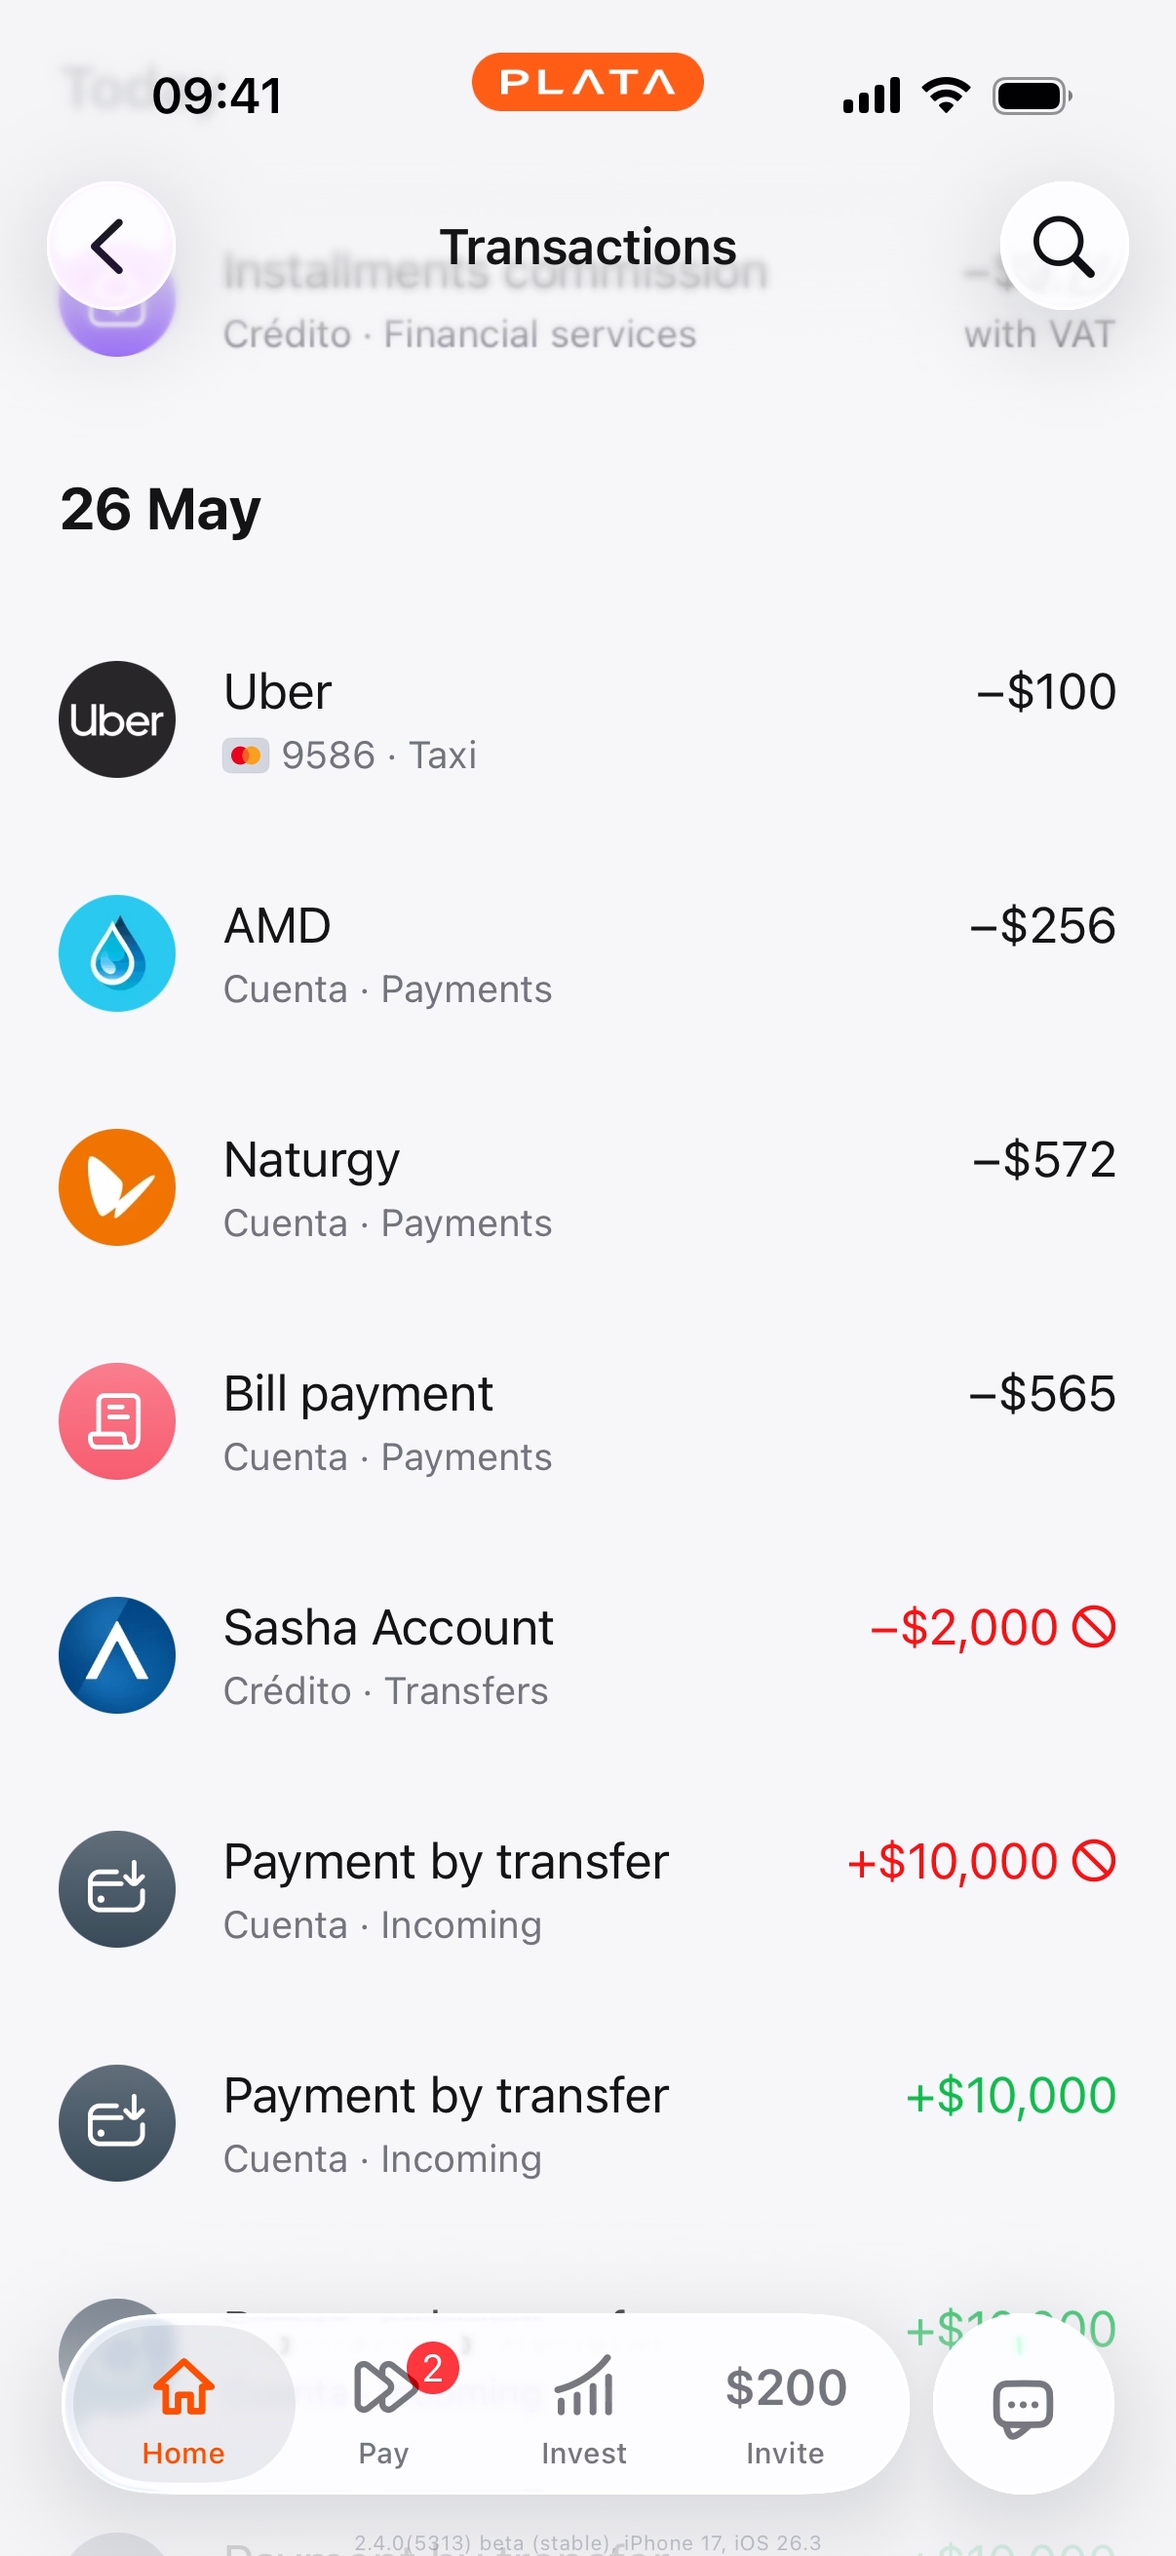 Today
09:41
PLATA
Transactions
Installments commission
Crédito · Financial services
with VAT
26 May
Uber
Uber
–$100
9586 · Taxi
AMD
–$256
Cuenta · Payments
Naturgy
–$572
Cuenta · Payments
Bill payment
–$565
Cuenta · Payments
Sasha Account
–$2,000
Crédito · Transfers
Payment by transfer
+$10,000
Cuenta · Incoming
Payment by transfer
+$10,000
Cuenta · Incoming
2
$200
Home
Pay
Invest
Invite
2.4.0(5313) beta (stable), iPhone 17, iOS 26.3